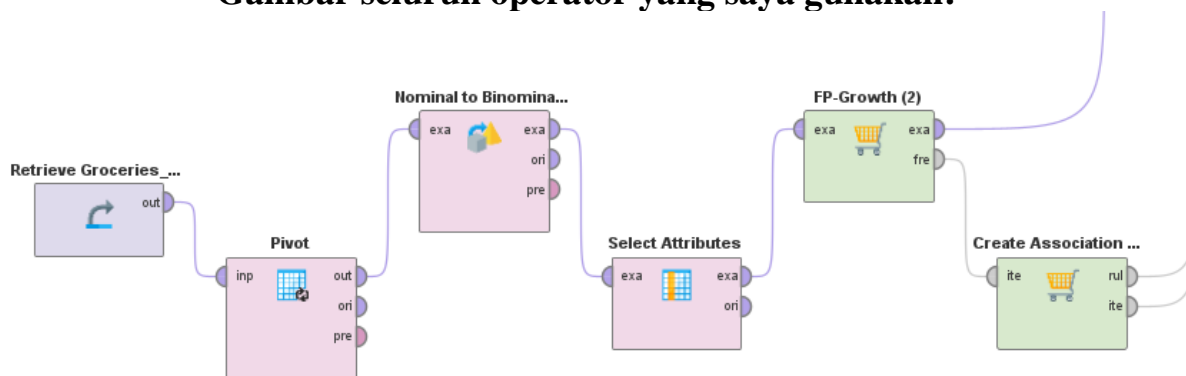 Gambar seluruh operator yang saya gunakan:
Nominal to Binomina...
exa
exa
ori
pre
FP-Growth (2)
exa
exa
fre
Retrieve Groceries_...
out
Pivot
inp
out
ori
pre
Select Attributes
exa
exa
ori
Create Association ...
ite
rul
ite